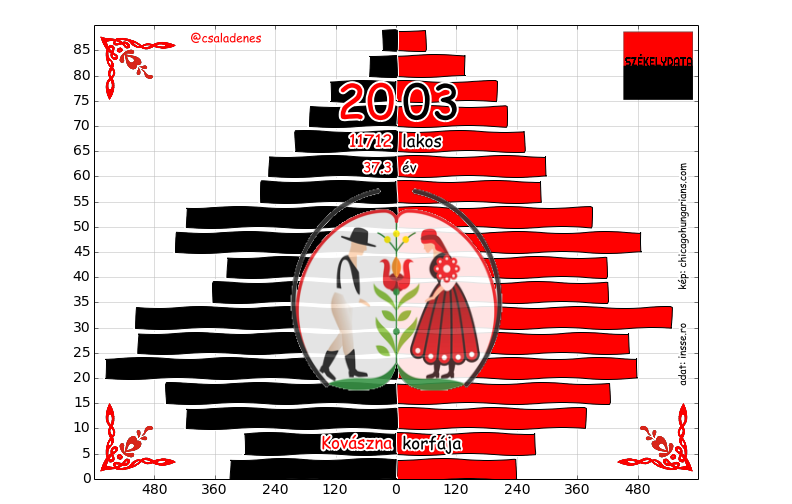 @csaladenes
SZÉKELYDATA
2003
11712 lakos
37.3 év
kép: chicagohungarians.com
adat: insse.ro
Kovászna korfája
85
80
75
70
65
60
55
50
45
40
35
30
25
20
15
10
5
0
480 360 240 120 0 120 240 360 480